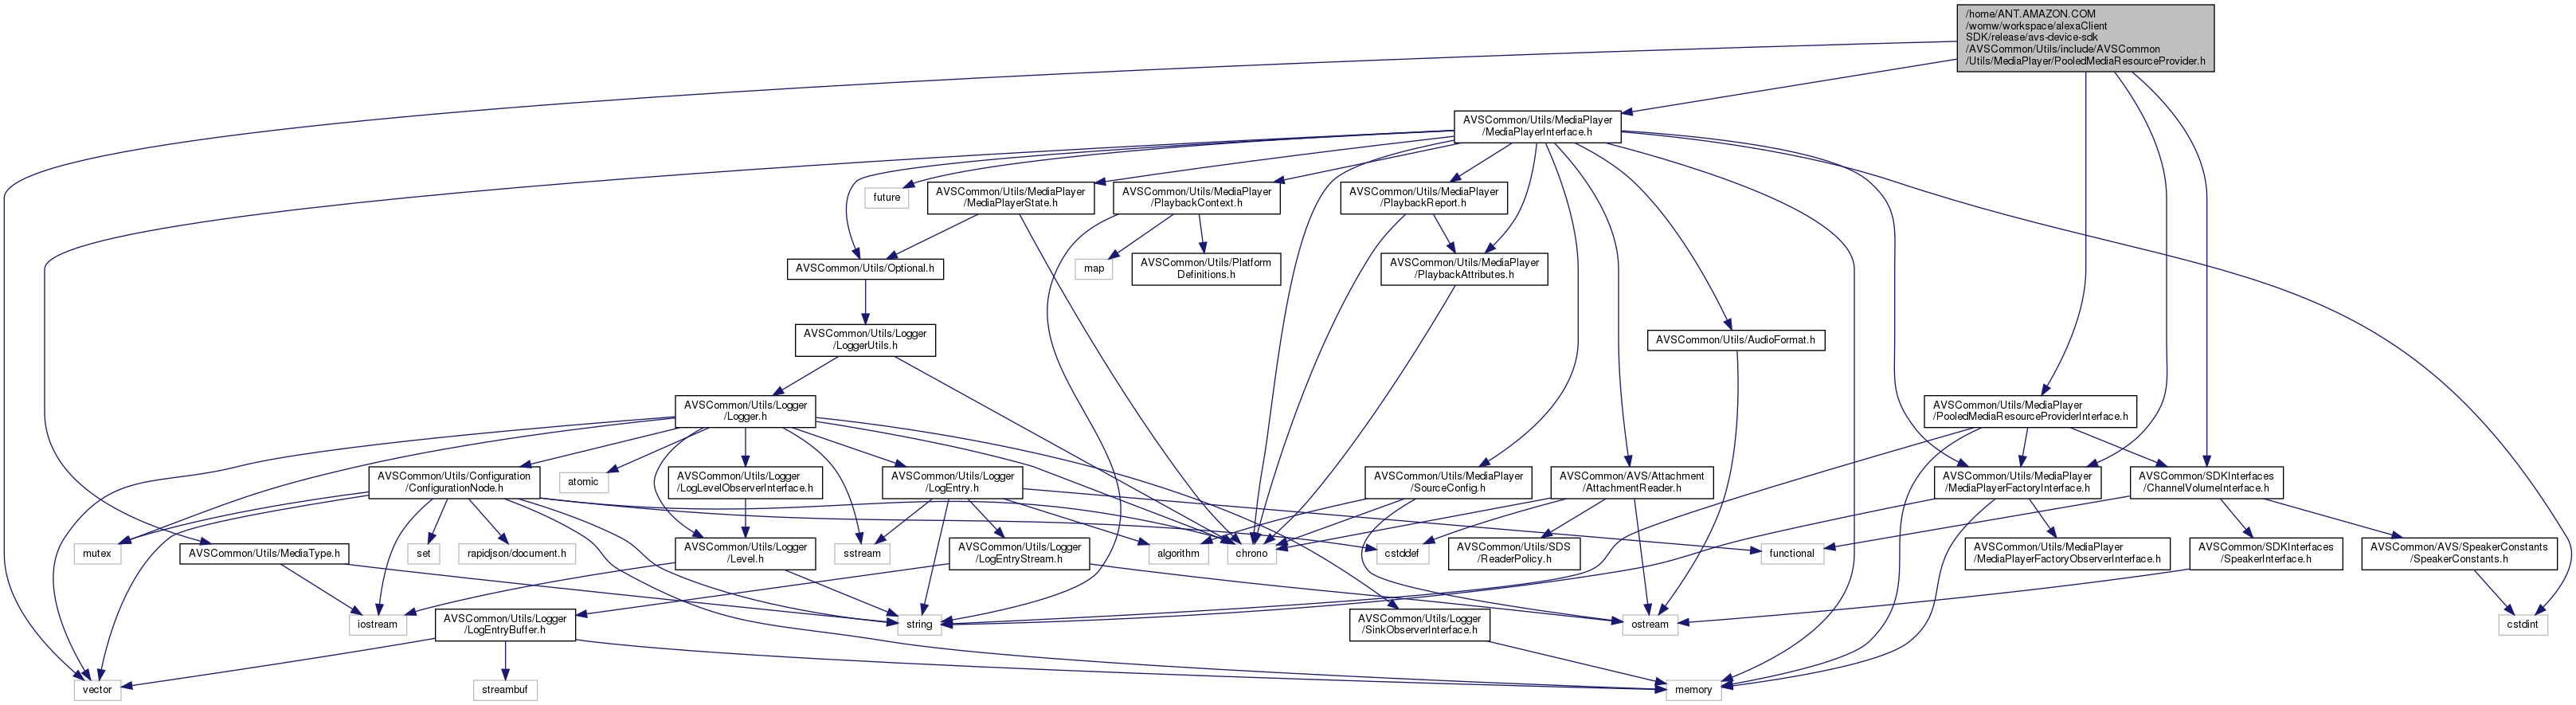 /home/ANT.AMAZON.COM
/womw/workspace/alexaClient
SDK/release/avs-device-sdk
/AVSCommon/Utils/include/AVSCommon
/Utils/MediaPlayer/PooledMediaResourceProvider.h
AVSCommon/Utils/MediaPlayer
/MediaPlayerInterface.h
future
AVSCommon/Utils/MediaPlayer
/MediaPlayerState.h
AVSCommon/Utils/MediaPlayer
/PlaybackContext.h
AVSCommon/Utils/MediaPlayer
/PlaybackReport.h
AVSCommon/Utils/Optional.h
map
AVSCommon/Utils/Platform
Definitions.h
AVSCommon/Utils/MediaPlayer
/PlaybackAttributes.h
AVSCommon/Utils/Logger
/LoggerUtils.h
AVSCommon/Utils/AudioFormat.h
AVSCommon/Utils/Logger
/Logger.h
AVSCommon/Utils/MediaPlayer
/PooledMediaResourceProviderInterface.h
AVSCommon/Utils/Configuration
/ConfigurationNode.h
atomic
AVSCommon/Utils/Logger
/LogLevelObserverInterface.h
AVSCommon/Utils/Logger
/LogEntry.h
AVSCommon/Utils/MediaPlayer
/SourceConfig.h
AVSCommon/AVS/Attachment
/AttachmentReader.h
AVSCommon/Utils/MediaPlayer
/MediaPlayerFactoryInterface.h
AVSCommon/SDKInterfaces
/ChannelVolumeInterface.h
mutex
AVSCommon/Utils/MediaType.h
set
rapidjson/document.h
AVSCommon/Utils/Logger
/Level.h
sstream
AVSCommon/Utils/Logger
/LogEntryStream.h
algorithm
chrono
cstddef
AVSCommon/Utils/SDS
/ReaderPolicy.h
functional
AVSCommon/Utils/MediaPlayer
/MediaPlayerFactoryObserverInterface.h
AVSCommon/SDKInterfaces
/SpeakerInterface.h
AVSCommon/AVS/SpeakerConstants
/SpeakerConstants.h
iostream
AVSCommon/Utils/Logger
/LogEntryBuffer.h
string
AVSCommon/Utils/Logger
/SinkObserverInterface.h
ostream
cstdint
vector
streambuf
memory